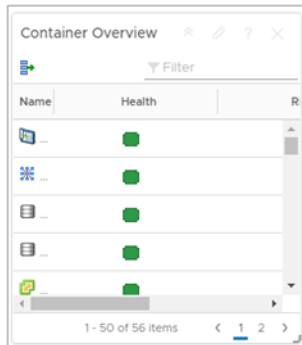 Container Overview
Filter
Name Health R
...
...
...
...
...
1 - 50 of 56 items 1 2